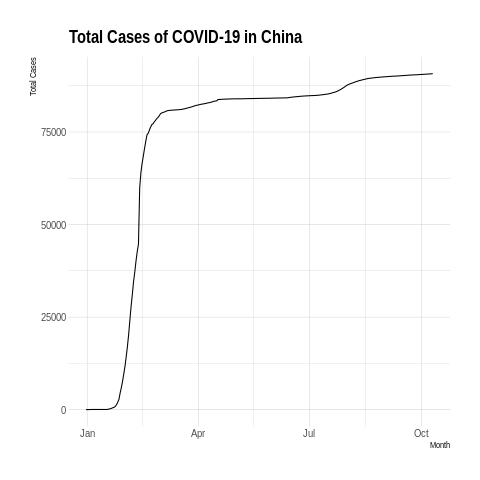 Total Cases of COVID-19 in China
Total Cases
75000
50000
25000
0
Jan Apr Jul Oct
Month